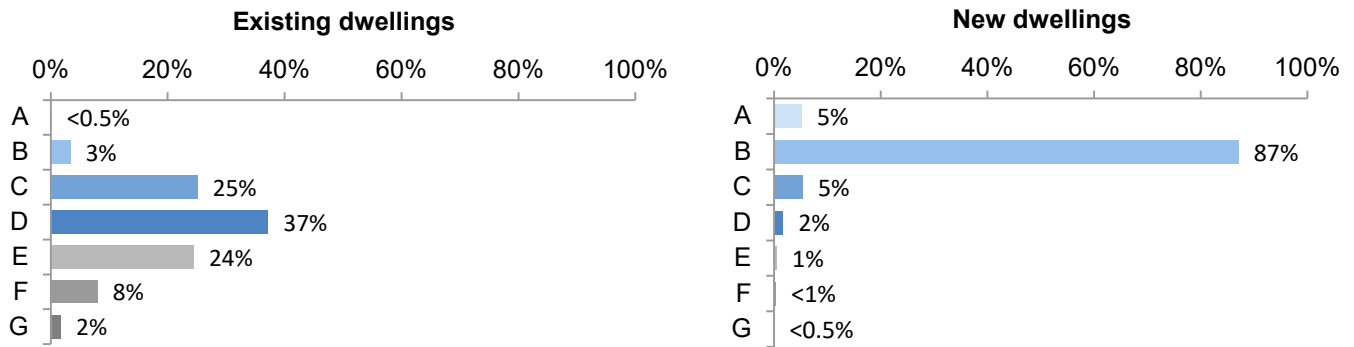 Existing dwellings
0% 20% 40% 60% 80% 100%
A <0.5%
B 3%
C 25%
D 37%
E 24%
F 8%
G 2%
New dwellings
0% 20% 40% 60% 80% 100%
A 5%
B 87%
C 5%
D 2%
E 1%
F <1%
G <0.5%